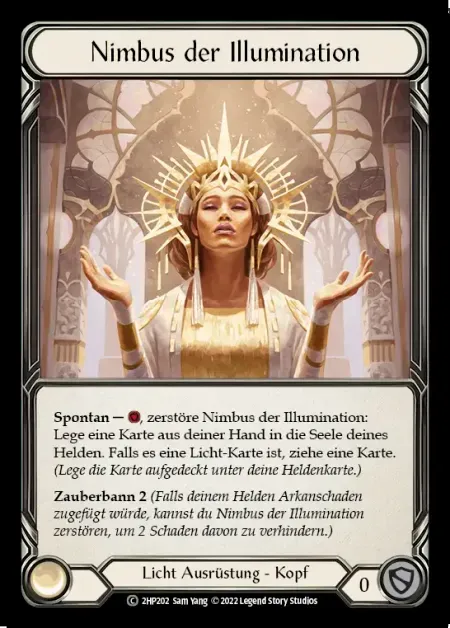 Nimbus der Illumination
Spontan — , zerstöre Nimbus der Illumination:
Lege eine Karte aus deiner Hand in die Seele deines
Helden. Falls es eine Licht-Karte ist, ziehe eine Karte.
(Lege die Karte aufgedeckt unter deine Heldenkarte.)
Zauberbann 2 (Falls deinem Helden Arkanschaden
zugefügt würde, kannst du Nimbus der Illumination
zerstören, um 2 Schaden davon zu verhindern.)
Licht Ausrüstung - Kopf
0
C 2HP202 Sam Yang © 2022 Legend Story Studios